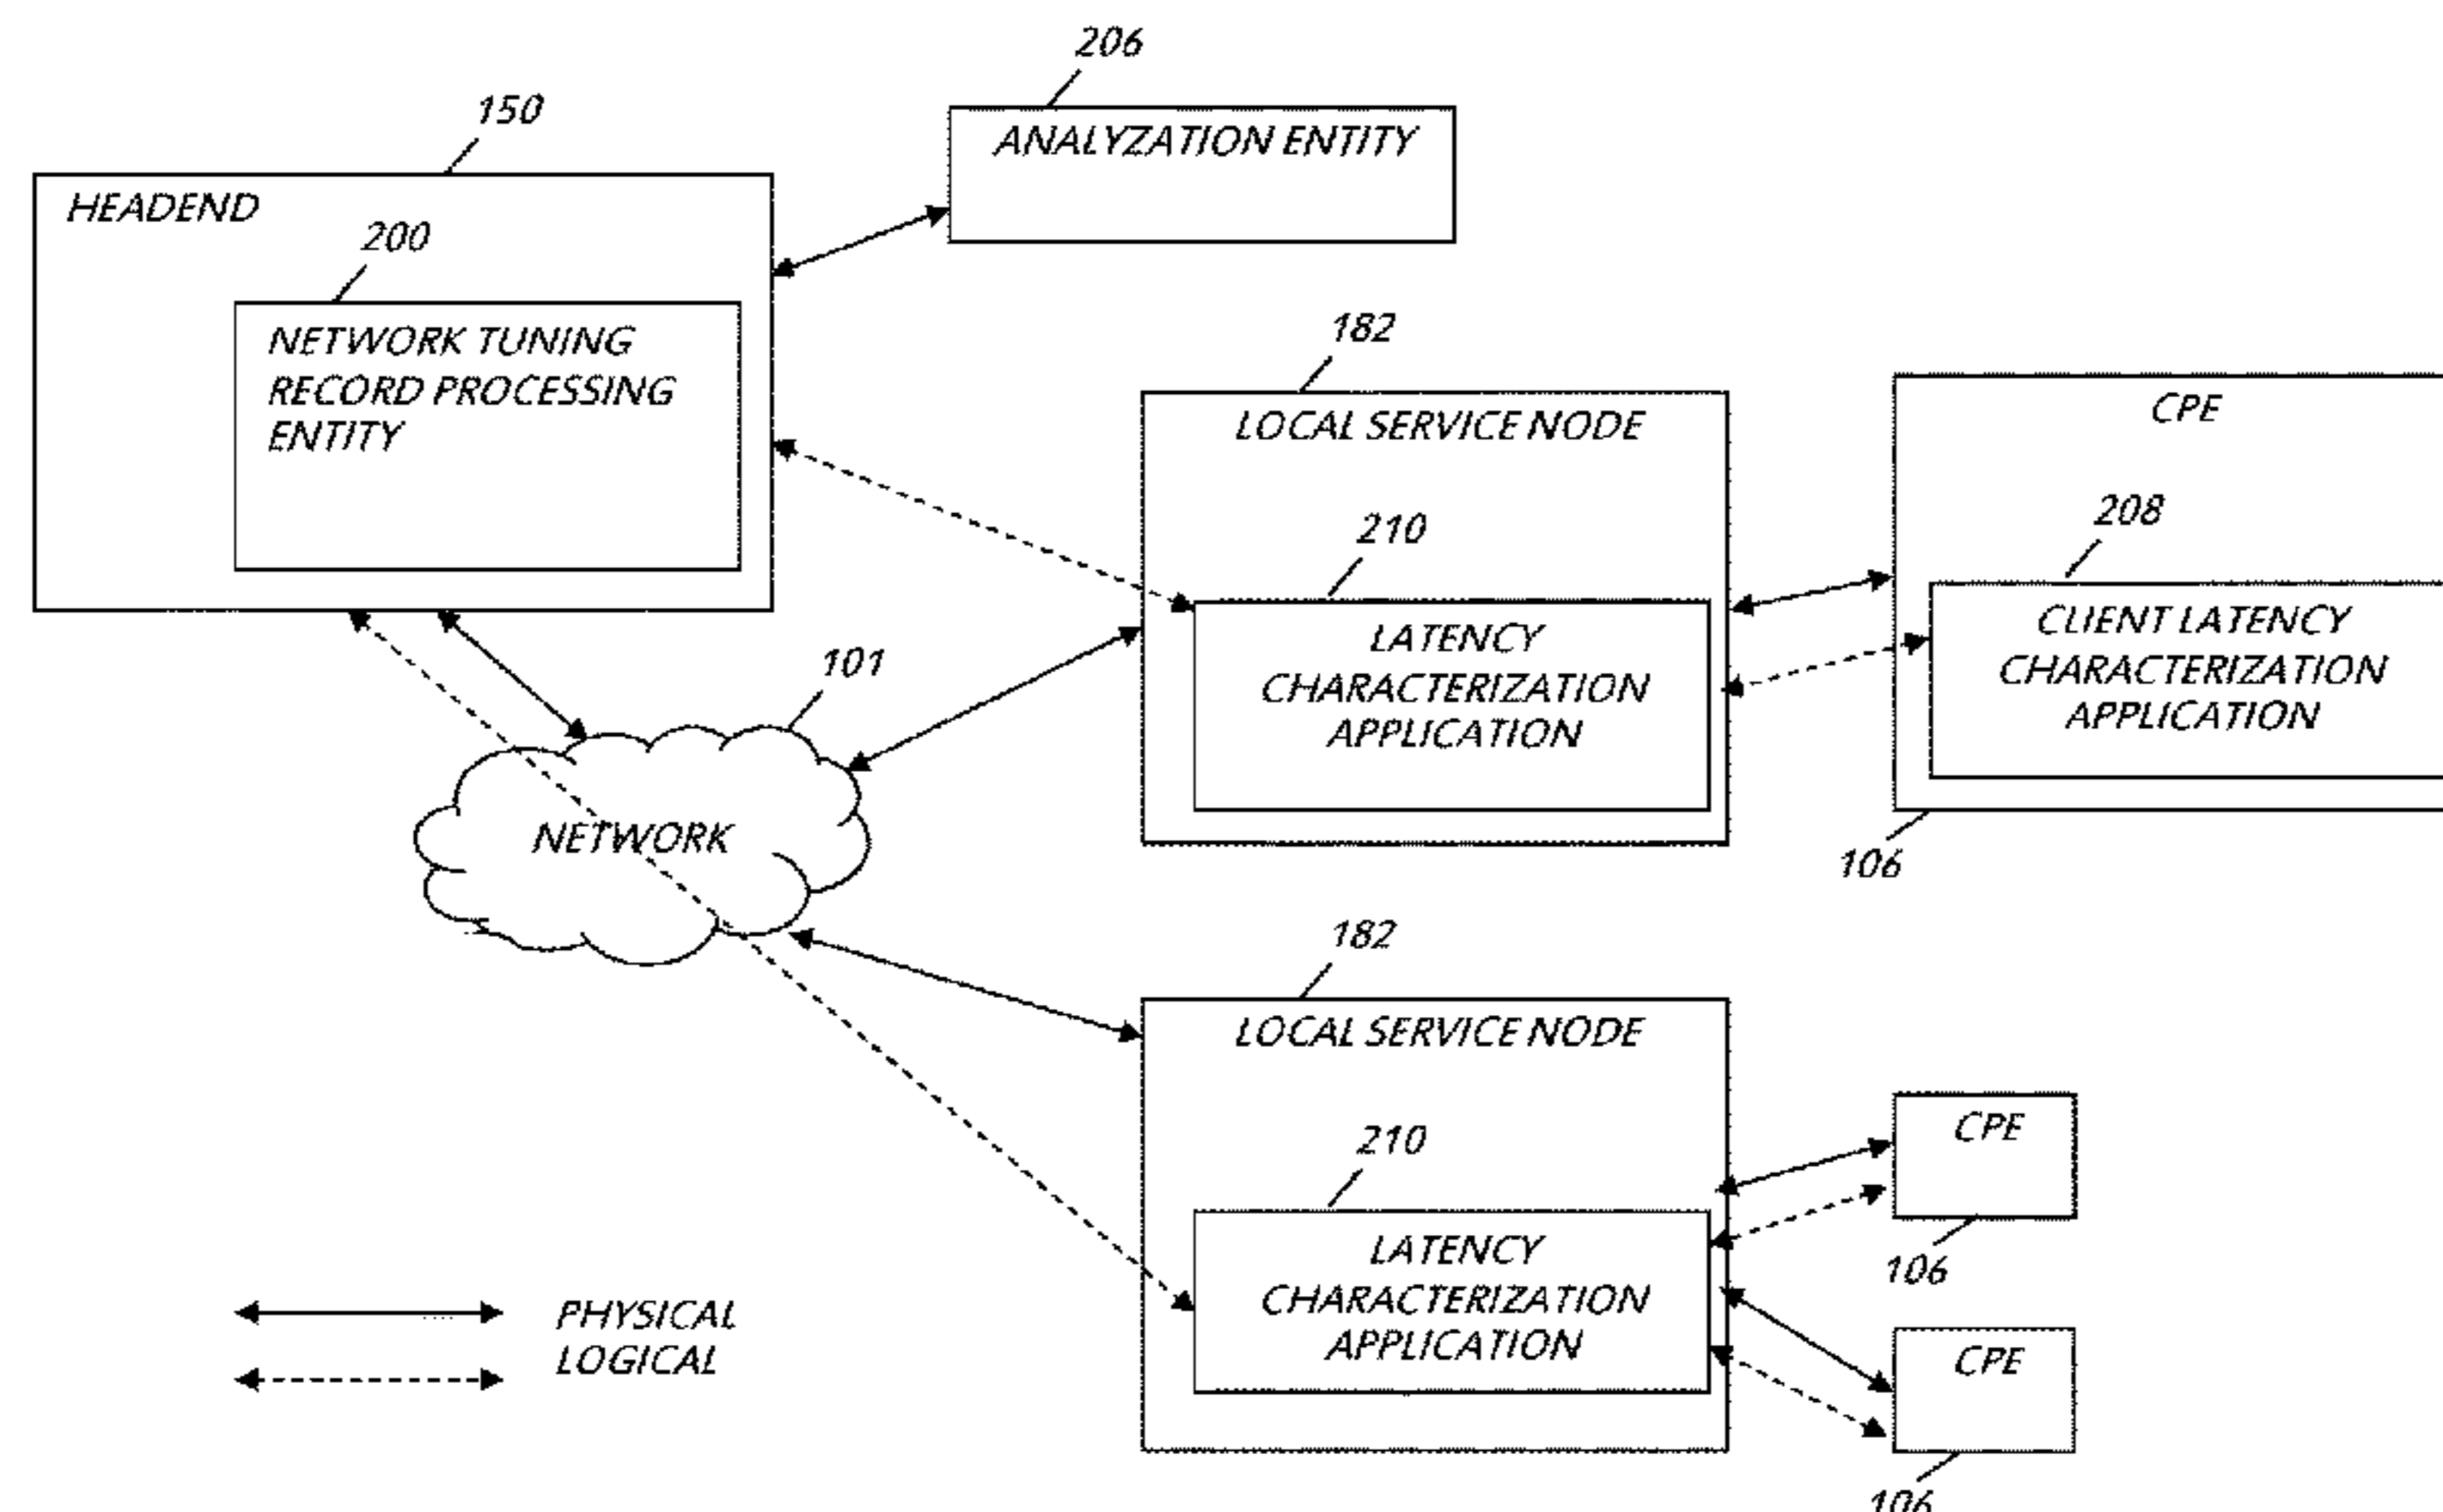 206
150
ANALYZATION ENTITY
HEADEND
200
NETWORK TUNING
RECORD PROCESSING
ENTITY
182
LOCAL SERVICE NODE
CPE
210
208
LATENCY
CHARACTERIZATION
APPLICATION
CLIENT LATENCY
CHARACTERIZATION
APPLICATION
101
NETWORK
106
182
LOCAL SERVICE NODE
210
LATENCY
CHARACTERIZATION
APPLICATION
CPE
106
CPE
106
PHYSICAL
LOGICAL